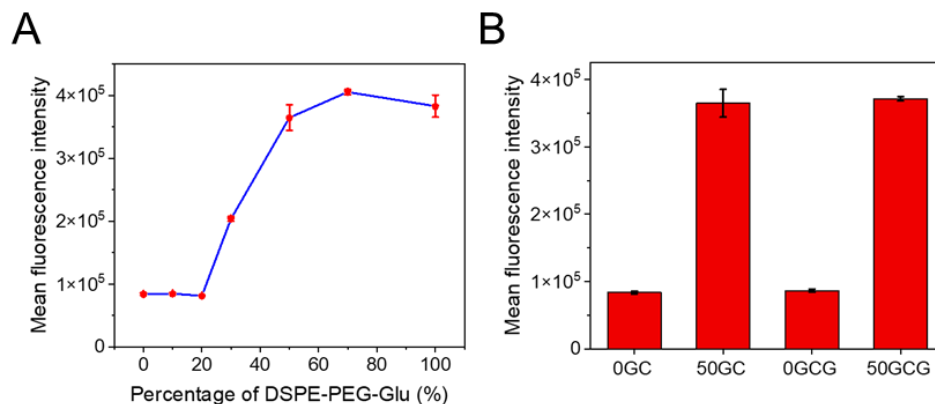 A
Mean fluorescence intensity
4×10⁵
3×10⁵
2×10⁵
1×10⁵
0
0 20 40 60 80 100
Percentage of DSPE-PEG-Glu (%)
B
Mean fluorescence intensity
4×10⁵
3×10⁵
2×10⁵
1×10⁵
0
0GC 50GC 0GCG 50GCG